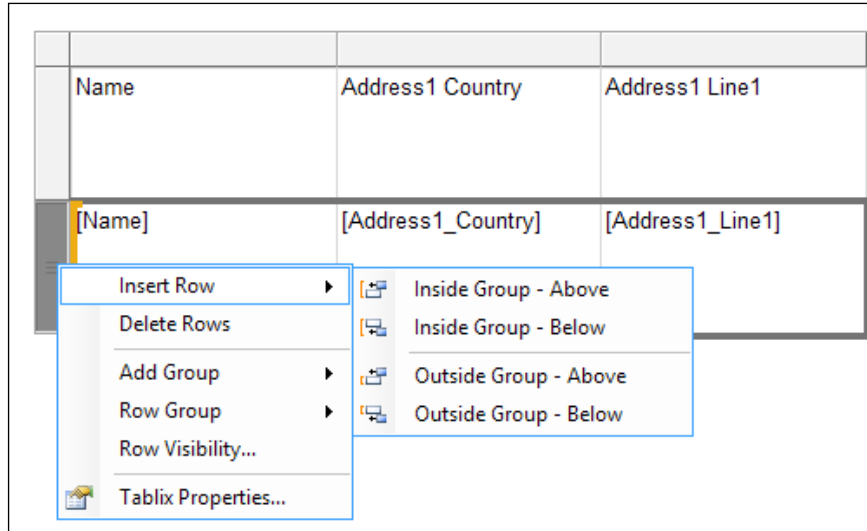 Name Address1 Country Address1 Line1
[Name] [Address1_Country] [Address1_Line1]
Insert Row
Delete Rows
Add Group
Row Group
Row Visibility...
Tablix Properties...
Inside Group - Above
Inside Group - Below
Outside Group - Above
Outside Group - Below